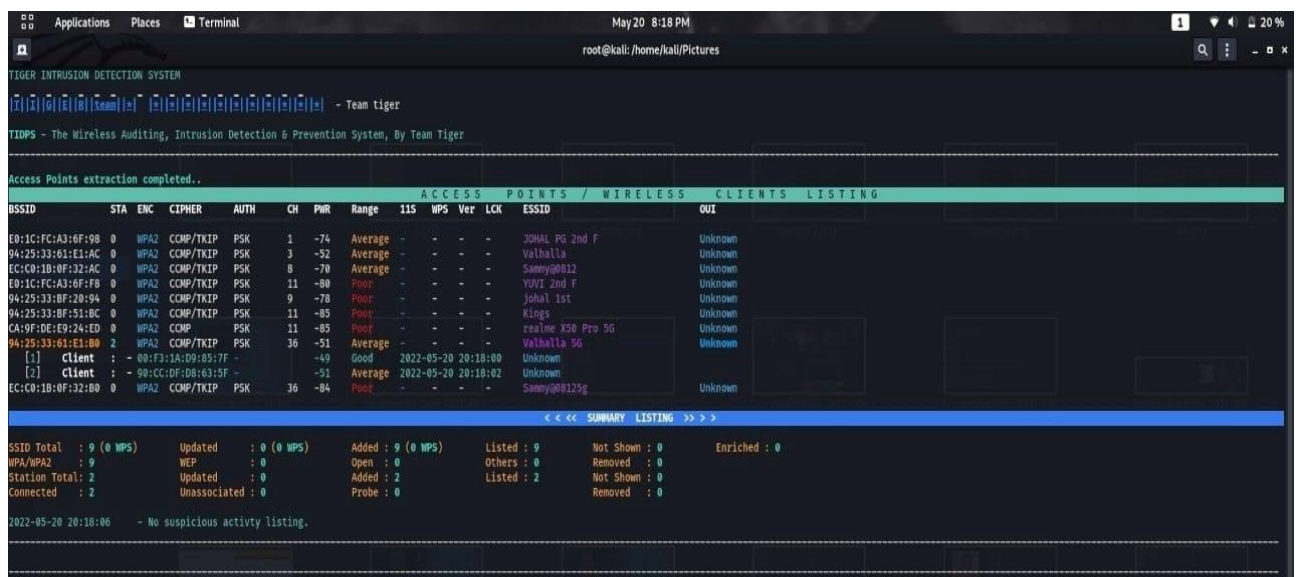 Applications Places Terminal May 20 8:18 PM 1 20 %
root@kali: /home/kali/Pictures
TIGER INTRUSION DETECTION SYSTEM
|T||I||G||E||R||team||*| |*||*||*||*||*||*||*||*||*||*| - Team tiger
TIDPS - The Wireless Auditing, Intrusion Detection & Prevention System, By Team Tiger
Access Points extraction completed..
ACCESS POINTS / WIRELESS CLIENTS LISTING
BSSID STA ENC CIPHER AUTH CH PWR Range 11S WPS Ver LCK ESSID OUI
E0:1C:FC:A3:6F:98 0 WPA2 CCMP/TKIP PSK 1 -74 Average - - - - JOHAL PG 2nd F Unknown
94:25:33:61:E1:AC 0 WPA2 CCMP/TKIP PSK 3 -52 Average - - - - Valhalla Unknown
EC:C0:1B:0F:32:AC 0 WPA2 CCMP/TKIP PSK 8 -70 Average - - - - Sammy@0812 Unknown
E0:1C:FC:A3:6F:F8 0 WPA2 CCMP/TKIP PSK 11 -80 Poor - - - - YUVI 2nd F Unknown
94:25:33:BF:20:94 0 WPA2 CCMP/TKIP PSK 9 -78 Poor - - - - johal 1st Unknown
94:25:33:BF:51:BC 0 WPA2 CCMP/TKIP PSK 11 -85 Poor - - - - Kings Unknown
CA:9F:DE:E9:24:ED 0 WPA2 CCMP PSK 11 -85 Poor - - - - realme X50 Pro 5G Unknown
94:25:33:61:E1:B0 2 WPA2 CCMP/TKIP PSK 36 -51 Average - - - - Valhalla 5G Unknown
[1] Client : - 00:F3:1A:D9:85:7F - -49 Good 2022-05-20 20:18:00 Unknown
[2] Client : - 90:CC:DF:D8:63:5F - -51 Average 2022-05-20 20:18:02 Unknown
EC:C0:1B:0F:32:B0 0 WPA2 CCMP/TKIP PSK 36 -84 Poor - - - - Sammy@08125g Unknown
< < << SUMMARY LISTING >> > >
SSID Total : 9 (0 WPS) Updated : 0 (0 WPS) Added : 9 (0 WPS) Listed : 9 Not Shown : 0 Enriched : 0
WPA/WPA2 : 9 WEP : 0 Open : 0 Others : 0 Removed : 0
Station Total: 2 Updated : 0 Added : 2 Listed : 2 Not Shown : 0
Connected : 2 Unassociated : 0 Probe : 0 Removed : 0
2022-05-20 20:18:06 - No suspicious activty listing.